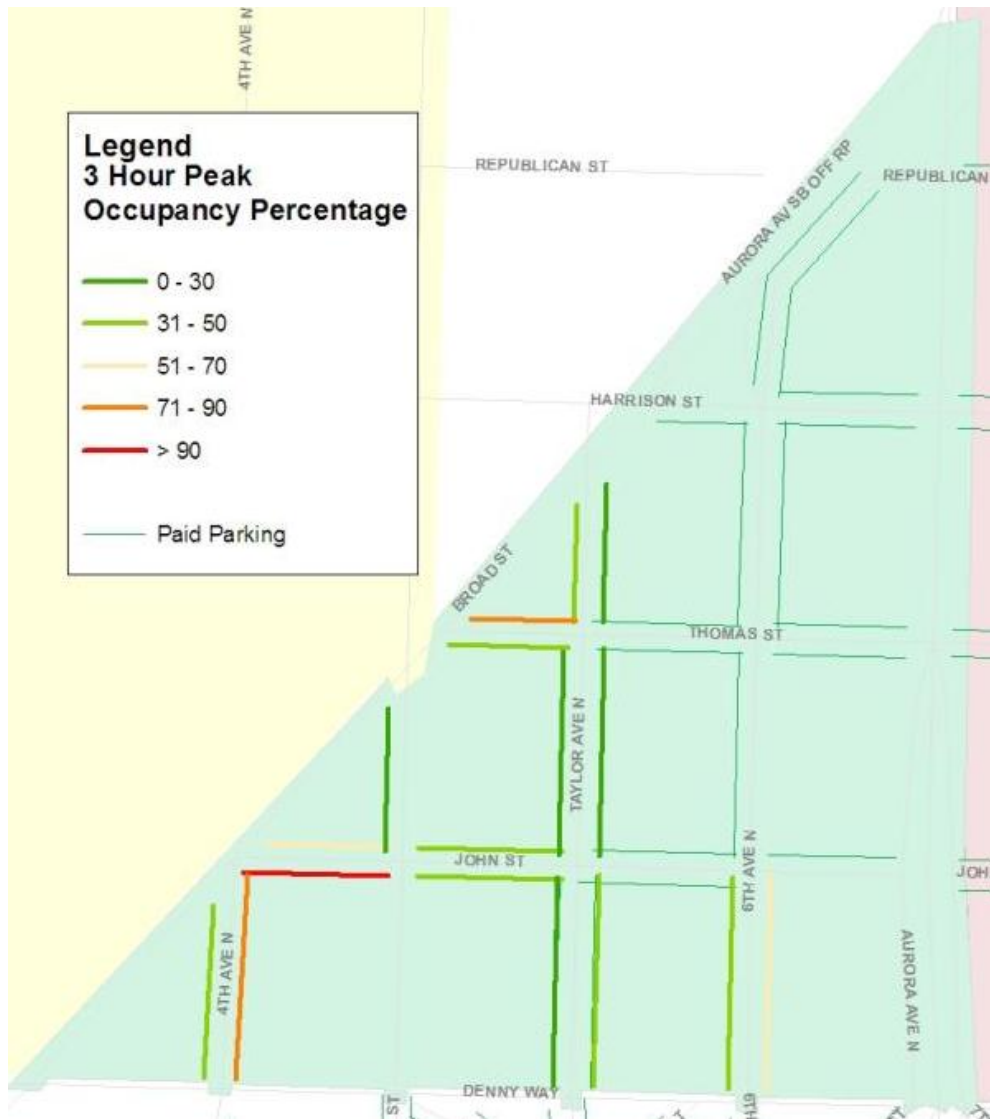 4TH AVE N
Legend
3 Hour Peak
Occupancy Percentage
0 - 30
31 - 50
51 - 70
71 - 90
> 90
Paid Parking
REPUBLICAN ST
AURORA AV SB OFF RP
REPUBLICAN
HARRISON ST
BROAD ST
THOMAS ST
TAYLOR AVE N
JOHN ST
6TH AVE N
JOH
4TH AVE N
AURORA AVE N
DENNY WAY
ST